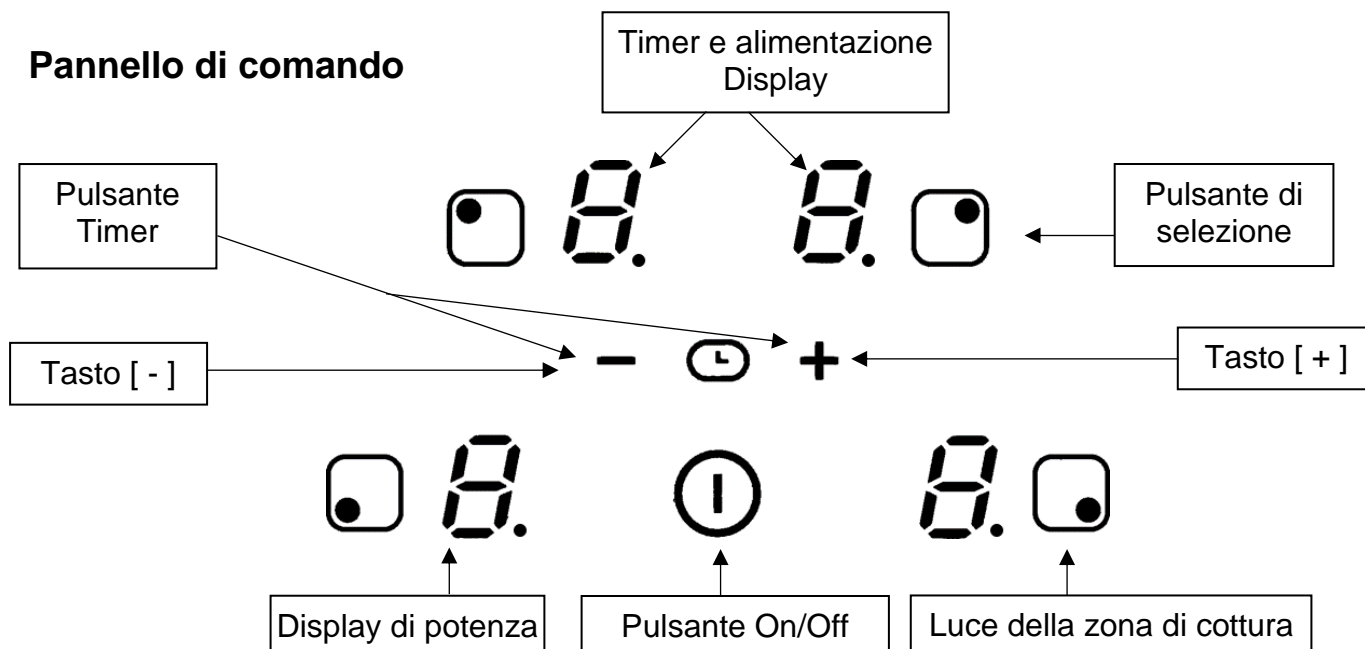 Pannello di comando
Timer e alimentazione
Display
Pulsante
Timer
Pulsante di
selezione
Tasto [ - ]
Tasto [ + ]
Display di potenza
Pulsante On/Off
Luce della zona di cottura